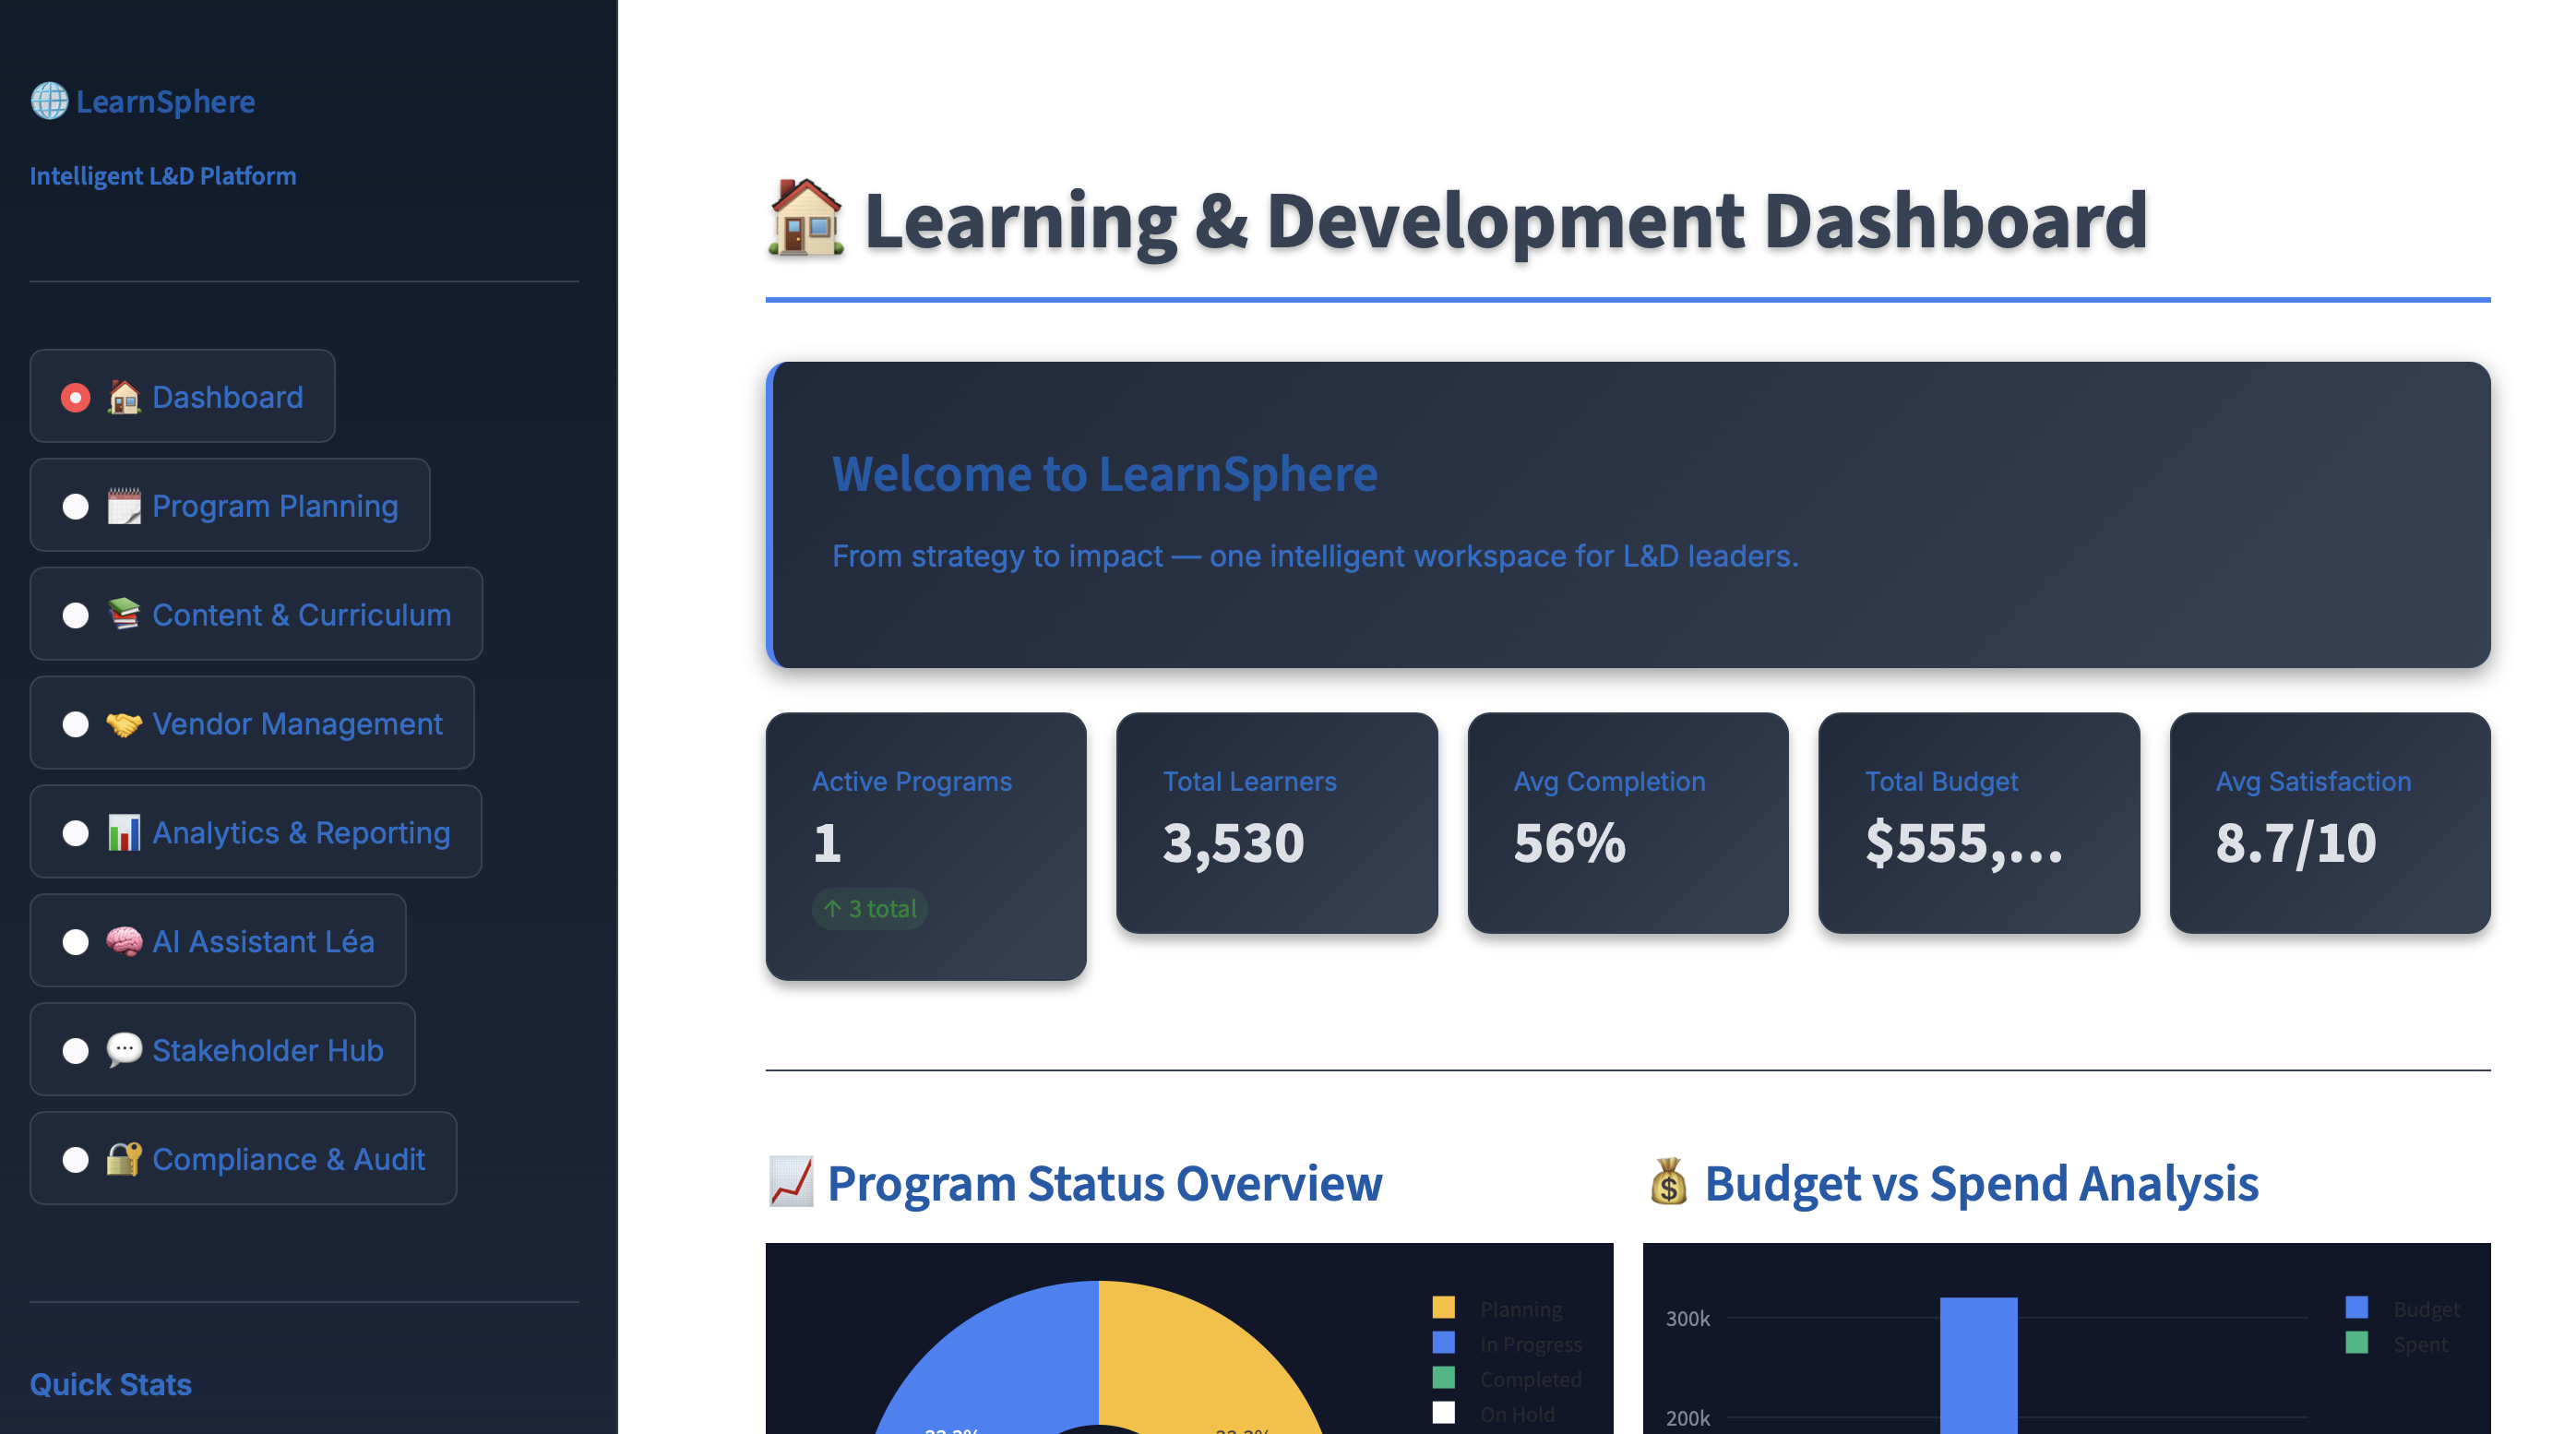 LearnSphere
Intelligent L&D Platform
Dashboard
Program Planning
Content & Curriculum
Vendor Management
Analytics & Reporting
AI Assistant Léa
Stakeholder Hub
Compliance & Audit
Quick Stats
Learning & Development Dashboard
Welcome to LearnSphere
From strategy to impact — one intelligent workspace for L&D leaders.
Active Programs
1
↑ 3 total
Total Learners
3,530
Avg Completion
56%
Total Budget
$555,...
Avg Satisfaction
8.7/10
Program Status Overview
Planning
In Progress
Completed
On Hold
Budget vs Spend Analysis
300k
200k
Budget
Spent